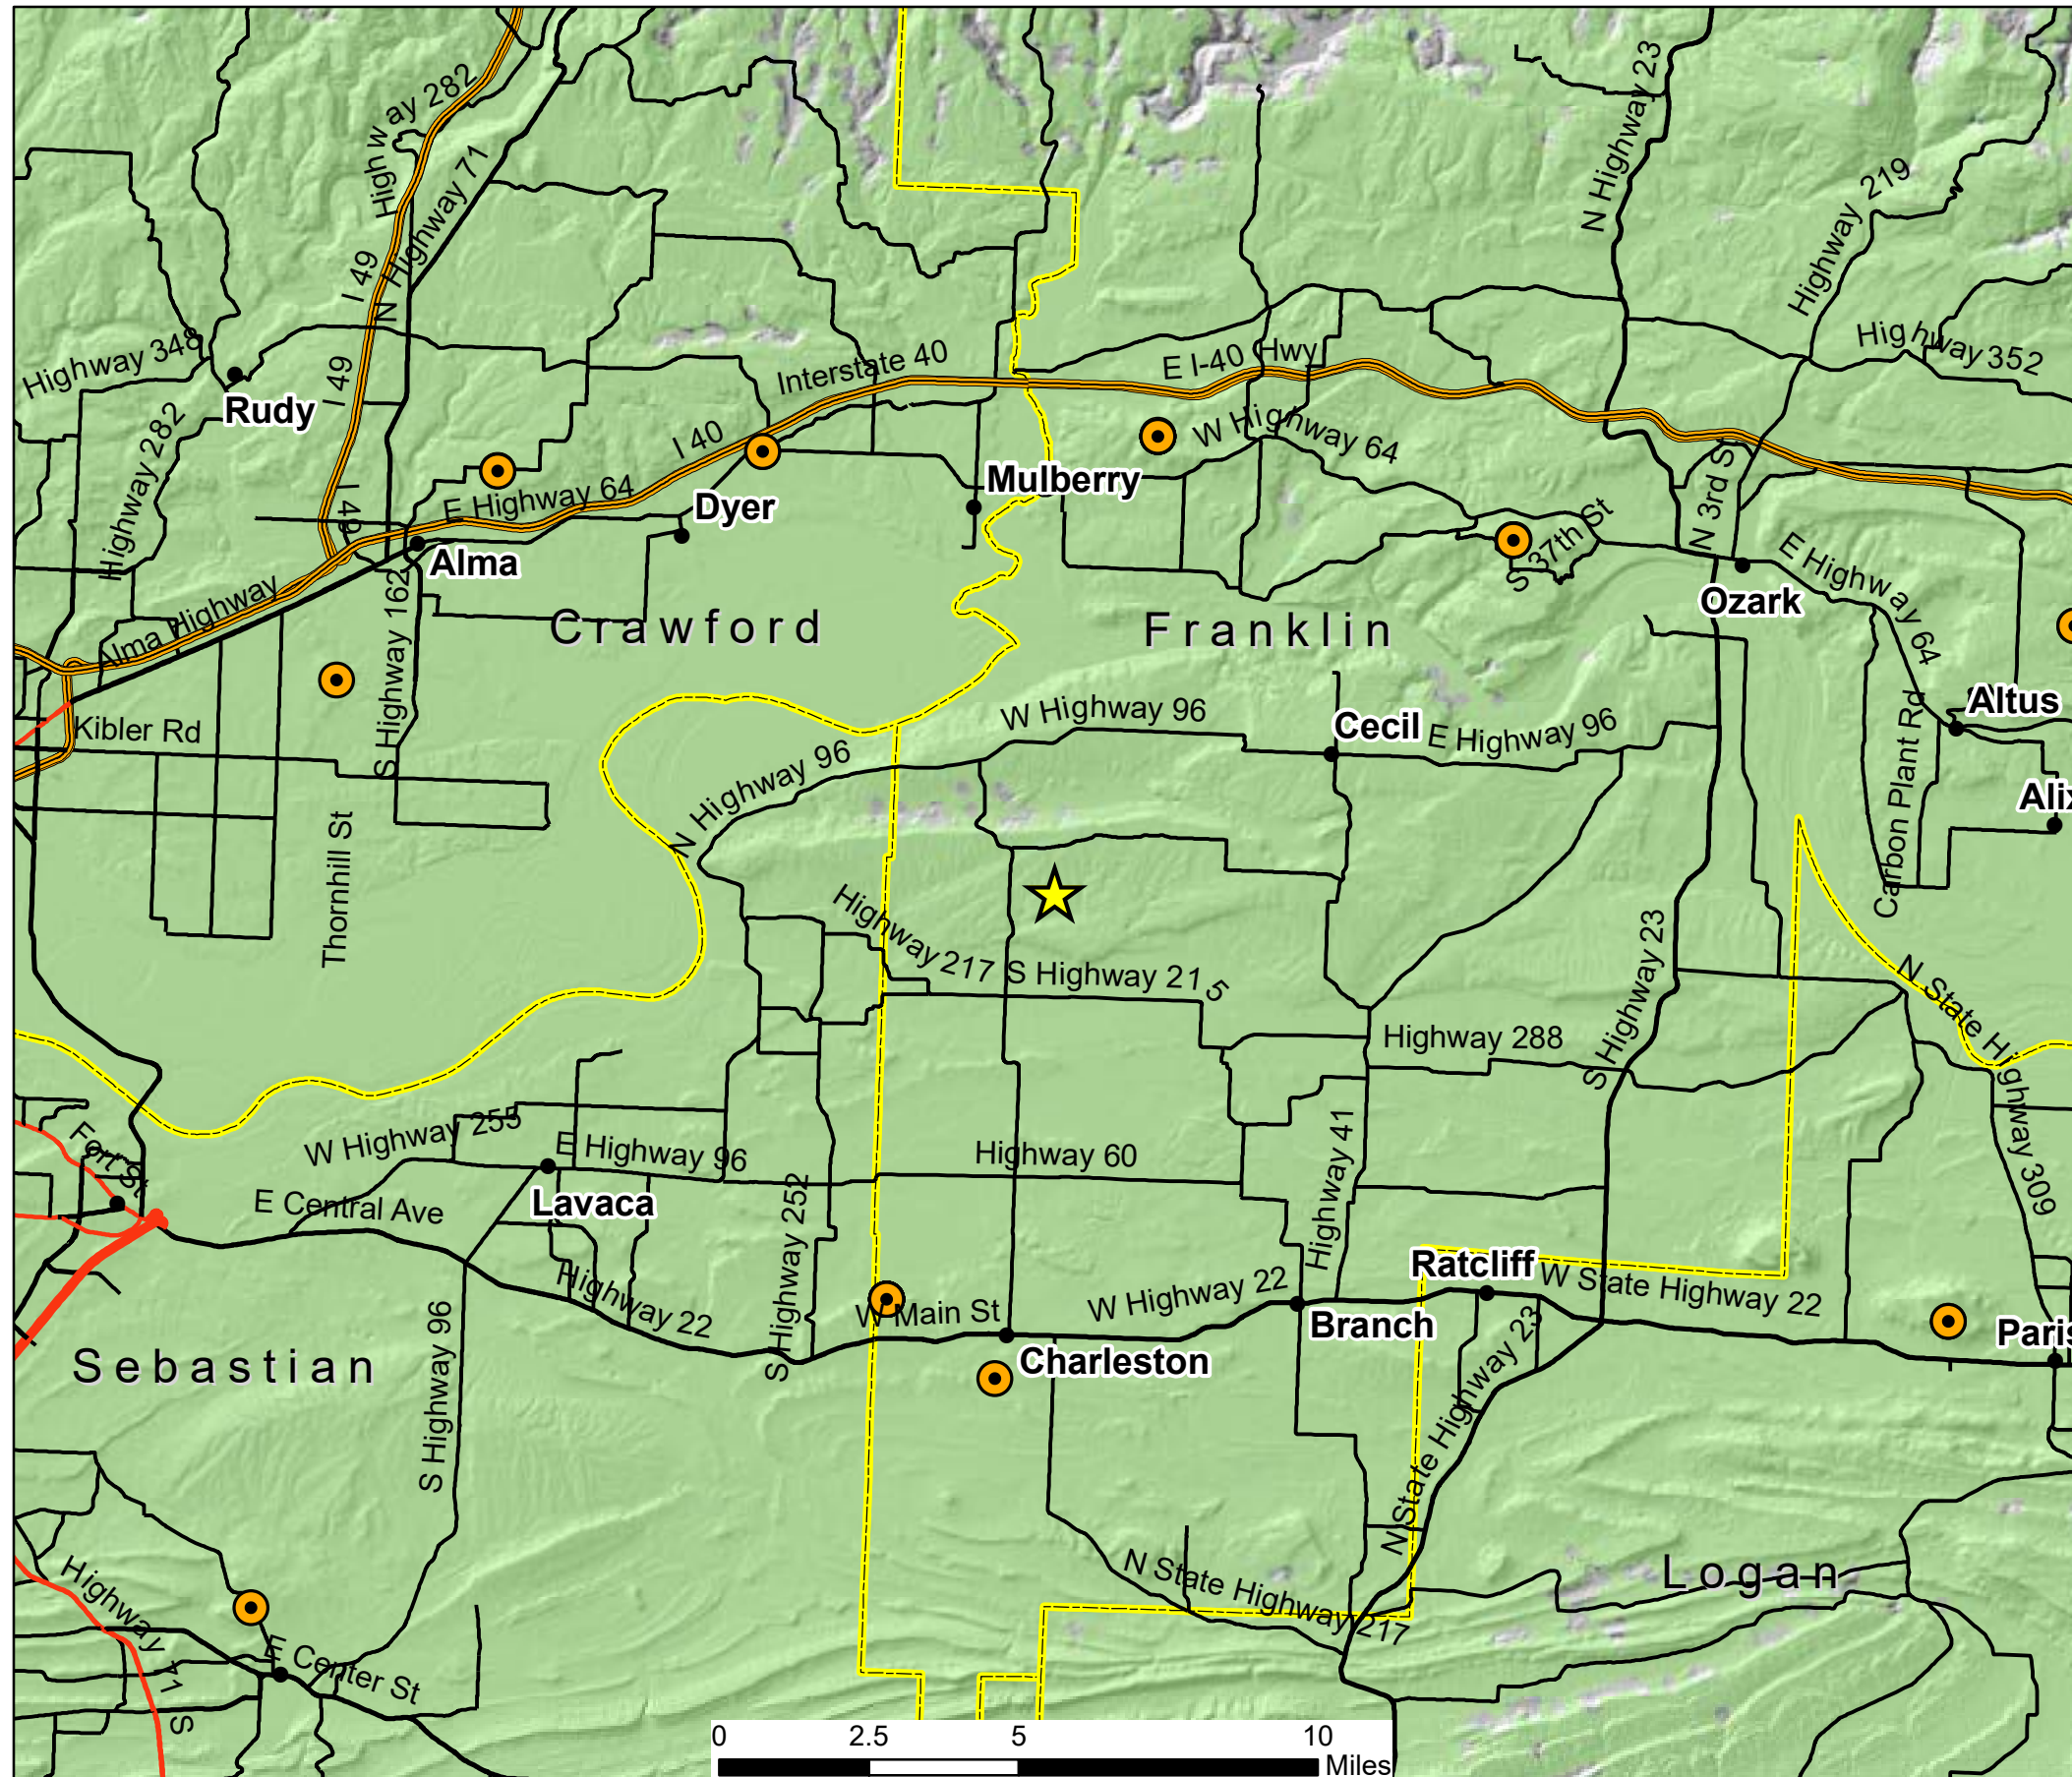 Highway 282
N Highway 23
N Highway 71
Highway 219
I 49
Highway 348
Interstate 40
E I-40 Hwy
Highway 352
I 49
Rudy
Highway 282
I 40
W Highway 64
N 3rd St
Mulberry
E Highway 64
Dyer
I 49
S 37th St
Alma
E Highway 64
Ozark
Alma Highway
S Highway 162
Crawford
Franklin
Altus
W Highway 96
Cecil
E Highway 96
Kibler Rd
Carbon Plant Rd
N Highway 96
Alix
Thornhill St
Highway 217
S Highway 215
S Highway 23
N State Highway 309
Highway 288
Fort St
W Highway 255
E Highway 96
Highway 60
Highway 41
Lavaca
E Central Ave
S Highway 252
Ratcliff
W State Highway 22
Highway 22
W Main St
W Highway 22
Branch
Paris
Sebastian
Charleston
S Highway 96
N State Highway 23
Highway 71 S
N State Highway 217
Logan
E Center St
0 2.5 5 10
Miles